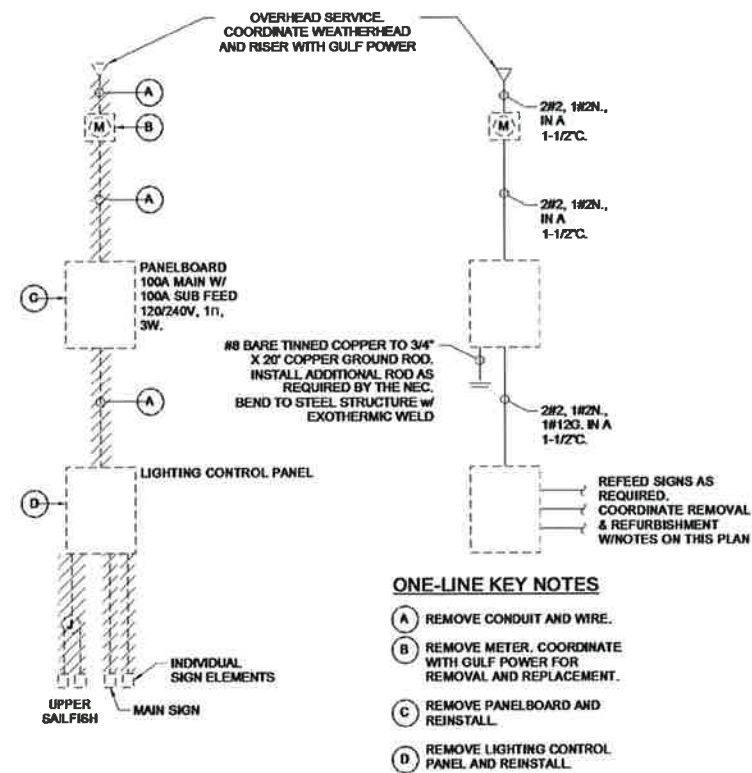 OVERHEAD SERVICE.
COORDINATE WEATHERHEAD
AND RISER WITH GULF POWER
A
M
B
A
PANELBOARD
100A MAIN W/
100A SUB FEED
120/240V, 1∩,
3W.
C
A
LIGHTING CONTROL PANEL
D
J
INDIVIDUAL
SIGN ELEMENTS
MAIN SIGN
UPPER
SAILFISH
2#2, 1#2N.,
IN A
1-1/2"C.
M
2#2, 1#2N.,
IN A
1-1/2"C.
#8 BARE TINNED COPPER TO 3/4"
X 20' COPPER GROUND ROD.
INSTALL ADDITIONAL ROD AS
REQUIRED BY THE NEC.
BEND TO STEEL STRUCTURE w/
EXOTHERMIC WELD
2#2, 1#2N.,
1#12G. IN A
1-1/2"C.
REFEED SIGNS AS
REQUIRED.
COORDINATE REMOVAL
& REFURBISHMENT
W/NOTES ON THIS PLAN
ONE-LINE KEY NOTES
A REMOVE CONDUIT AND WIRE.
B REMOVE METER. COORDINATE
WITH GULF POWER FOR
REMOVAL AND REPLACEMENT.
C REMOVE PANELBOARD AND
REINSTALL.
D REMOVE LIGHTING CONTROL
PANEL AND REINSTALL.